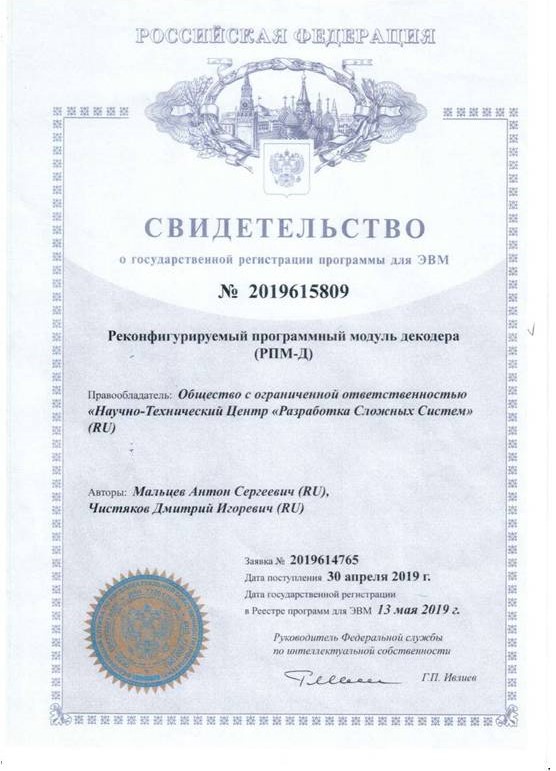 РОССИЙСКАЯ ФЕДЕРАЦИЯ
СВИДЕТЕЛЬСТВО
о государственной регистрации программы для ЭВМ
№ 2019615809
Реконфигурируемый программный модуль декодера
(РПМ-Д)
Правообладатель: Общество с ограниченной ответственностью
«Научно-Технический Центр «Разработка Сложных Систем»
(RU)
Авторы: Мальцев Антон Сергеевич (RU),
Чистяков Дмитрий Игоревич (RU)
Заявка № 2019614765
Дата поступления 30 апреля 2019 г.
Дата государственной регистрации
в Реестре программ для ЭВМ 13 мая 2019 г.
Руководитель Федеральной службы
по интеллектуальной собственности
Г.П. Ивлиев